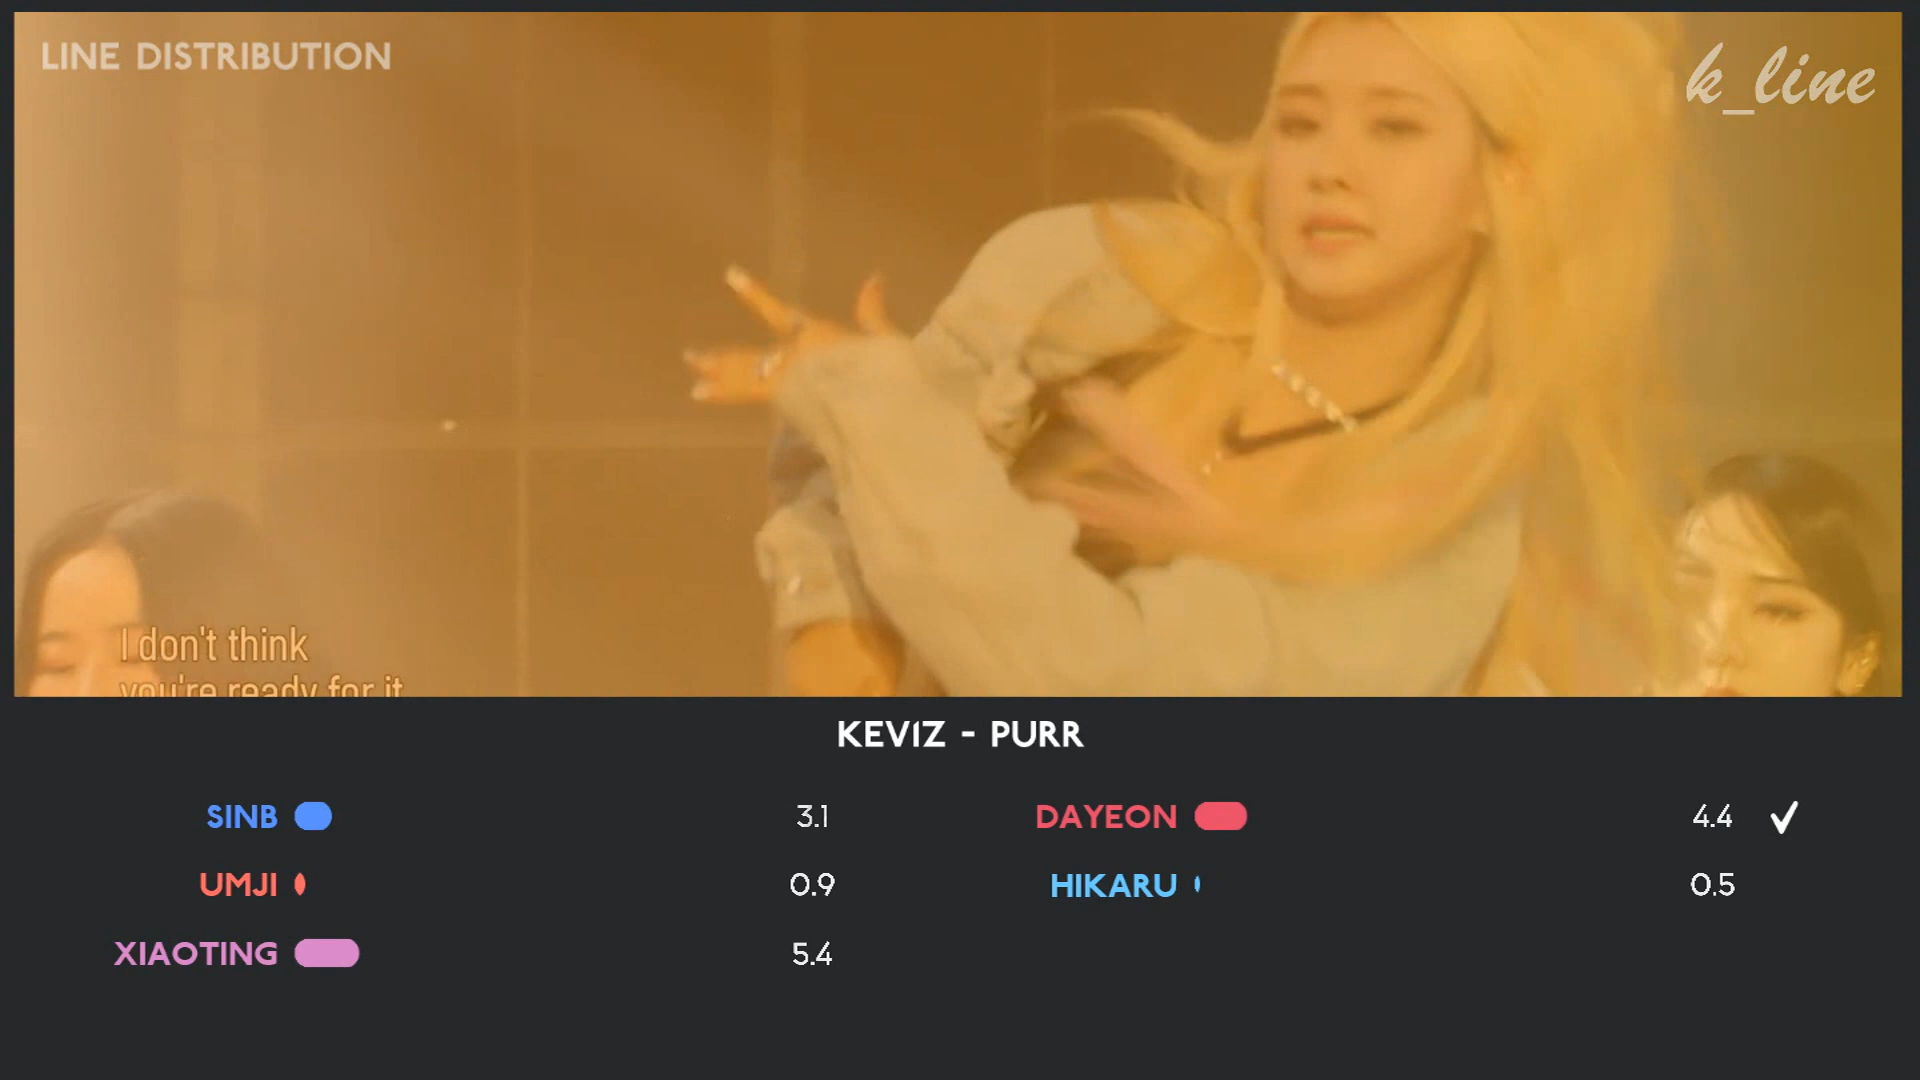 LINE DISTRIBUTION
k_line
I don't think
you're ready for it
KEV1Z - PURR
SINB 3.1 DAYEON 4.4
UMJI 0.9 HIKARU 0.5
XIAOTING 5.4